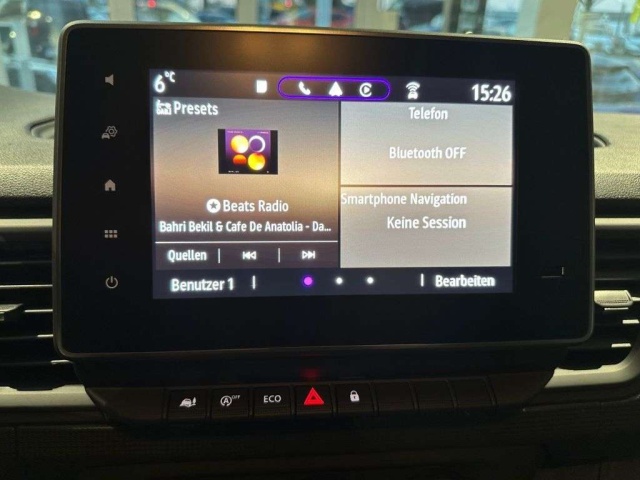 6°C
15:26
Presets
Telefon
Bluetooth OFF
Beats Radio
Smartphone Navigation
Bahri Bekil & Cafe De Anatolia - Da...
Keine Session
Quellen
Benutzer 1
Bearbeiten
A OFF
ECO